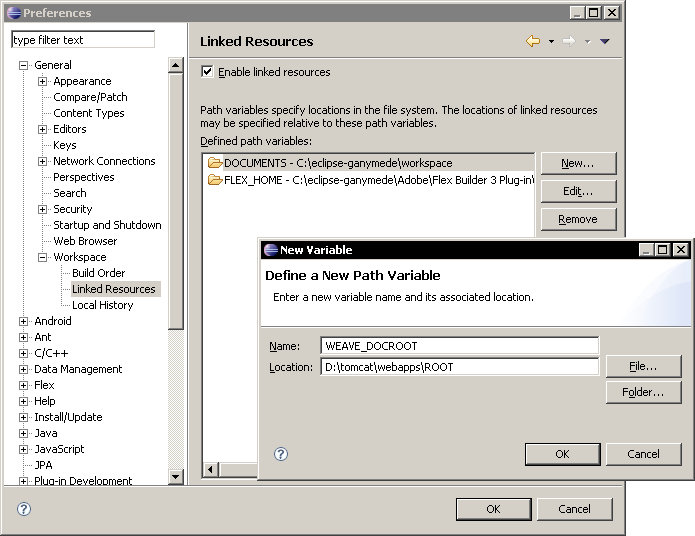 Preferences
type filter text
General
Appearance
Compare/Patch
Content Types
Editors
Keys
Network Connections
Perspectives
Search
Security
Startup and Shutdown
Web Browser
Workspace
Build Order
Linked Resources
Local History
Android
Ant
C/C++
Data Management
Flex
Help
Install/Update
Java
JavaScript
JPA
Plug-in Development
Linked Resources
Enable linked resources
Path variables specify locations in the file system. The locations of linked resources
may be specified relative to these path variables.
Defined path variables:
DOCUMENTS - C:\eclipse-ganymede\workspace
FLEX_HOME - C:\eclipse-ganymede\Adobe\Flex Builder 3 Plug-in\
New...
Edit...
Remove
New Variable
Define a New Path Variable
Enter a new variable name and its associated location.
Name: WEAVE_DOCROOT
Location: D:\tomcat\webapps\ROOT
File...
Folder...
?
OK Cancel
?
OK Cancel